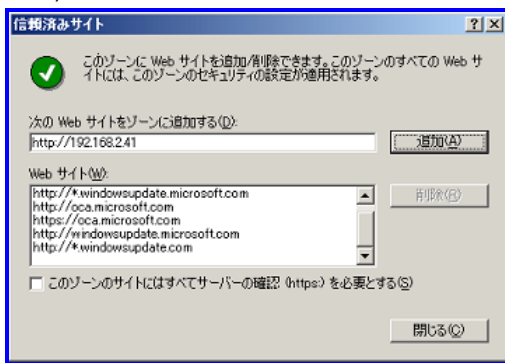 信頼済みサイト
このゾーンに Web サイトを追加/削除できます。このゾーンのすべての Web サ
イトには、このゾーンのセキュリティの設定が適用されます。
次の Web サイトをゾーンに追加する(D):
http://192.168.2.41
追加(A)
Web サイト(W):
http://*.windowsupdate.microsoft.com
http://oca.microsoft.com
https://oca.microsoft.com
http://windowsupdate.microsoft.com
http://*.windowsupdate.com
削除(R)
このゾーンのサイトにはすべてサーバーの確認 (https:) を必要とする(S)
閉じる(C)